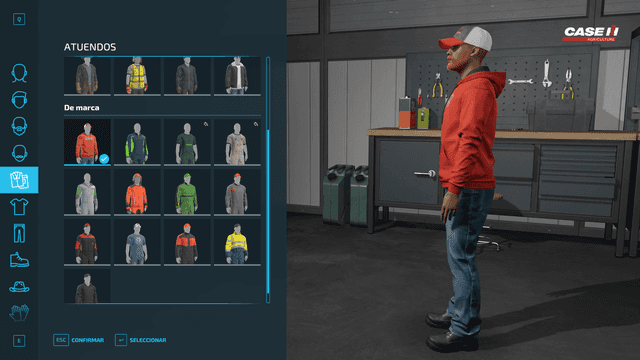 Q
ATUENDOS
De marca
CASE IH
AGRICULTURE
ESC CONFIRMAR
SELECCIONAR
E